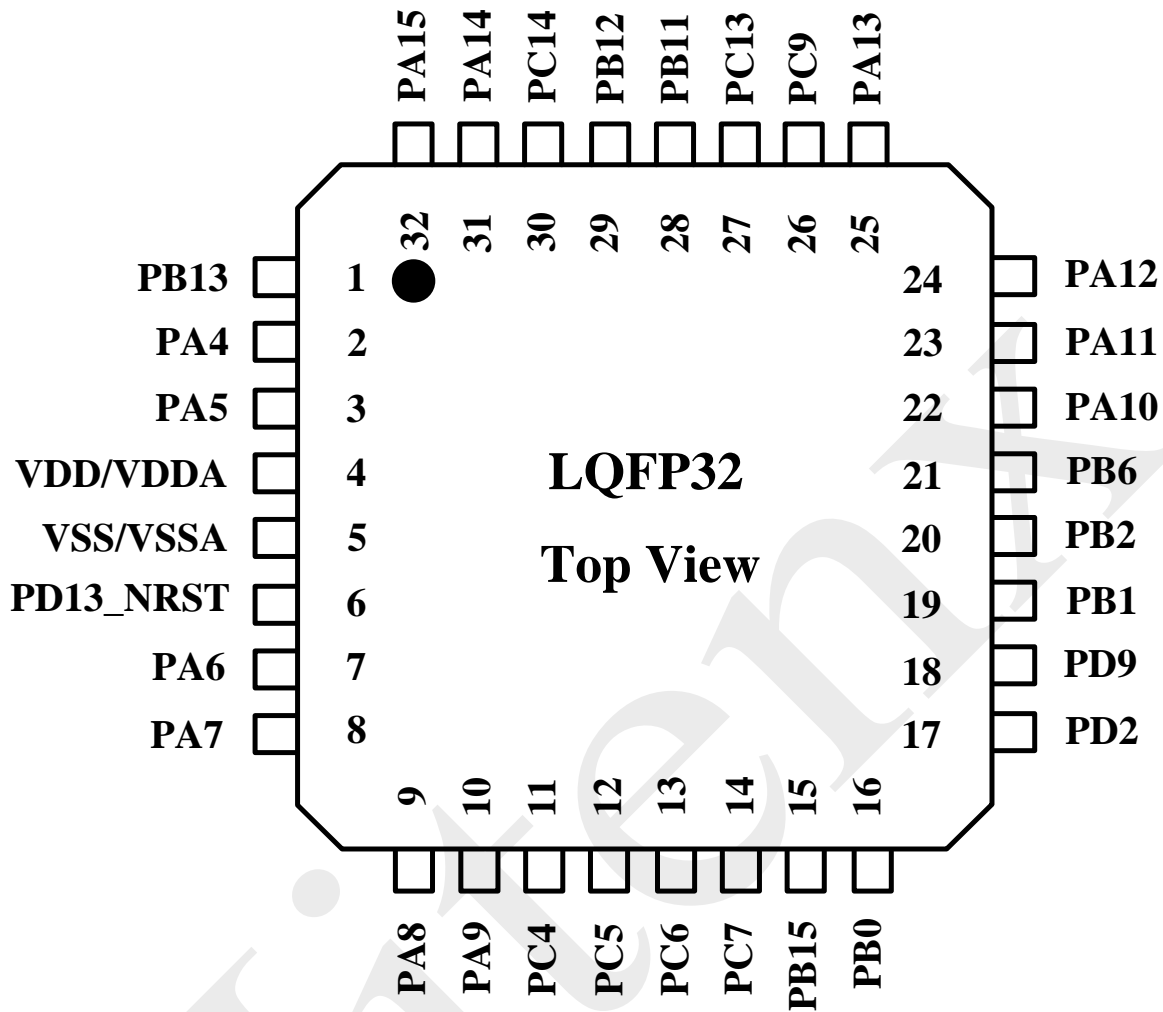 PA15 PA14 PC14 PB12 PB11 PC13 PC9 PA13
32 31 30 29 28 27 26 25
PB13 1 24 PA12
PA4 2 23 PA11
PA5 3 22 PA10
VDD/VDDA 4 LQFP32 21 PB6
VSS/VSSA 5 Top View 20 PB2
PD13_NRST 6 19 PB1
PA6 7 18 PD9
PA7 8 17 PD2
9 10 11 12 13 14 15 16
PA8 PA9 PC4 PC5 PC6 PC7 PB15 PB0